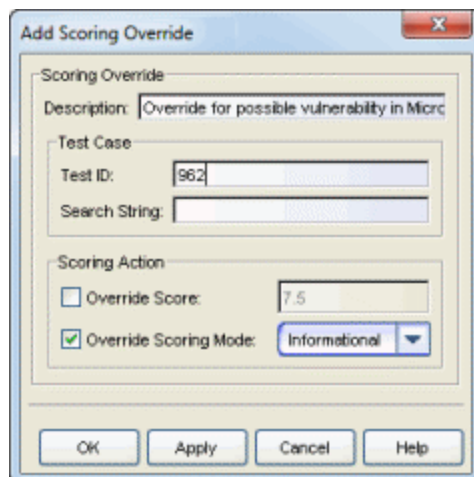 Add Scoring Override
Scoring Override
Description: Override for possible vulnerability in Micro
Test Case
Test ID: 962
Search String:
Scoring Action
Override Score: 7.5
Override Scoring Mode: Informational
OK Apply Cancel Help